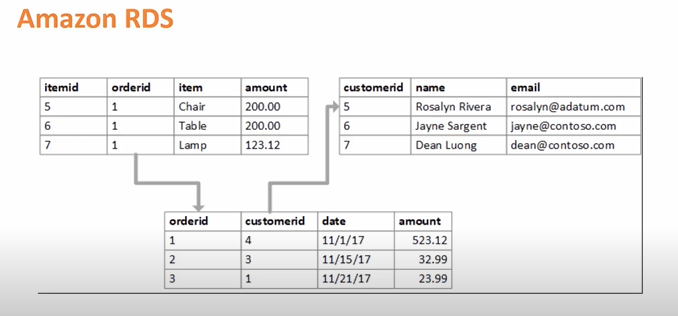 Amazon RDS
itemid orderid item amount
5 1 Chair 200.00
6 1 Table 200.00
7 1 Lamp 123.12
customerid name email
5 Rosalyn Rivera rosalyn@adatum.com
6 Jayne Sargent jayne@contoso.com
7 Dean Luong dean@contoso.com
orderid customerid date amount
1 4 11/1/17 523.12
2 3 11/15/17 32.99
3 1 11/21/17 23.99